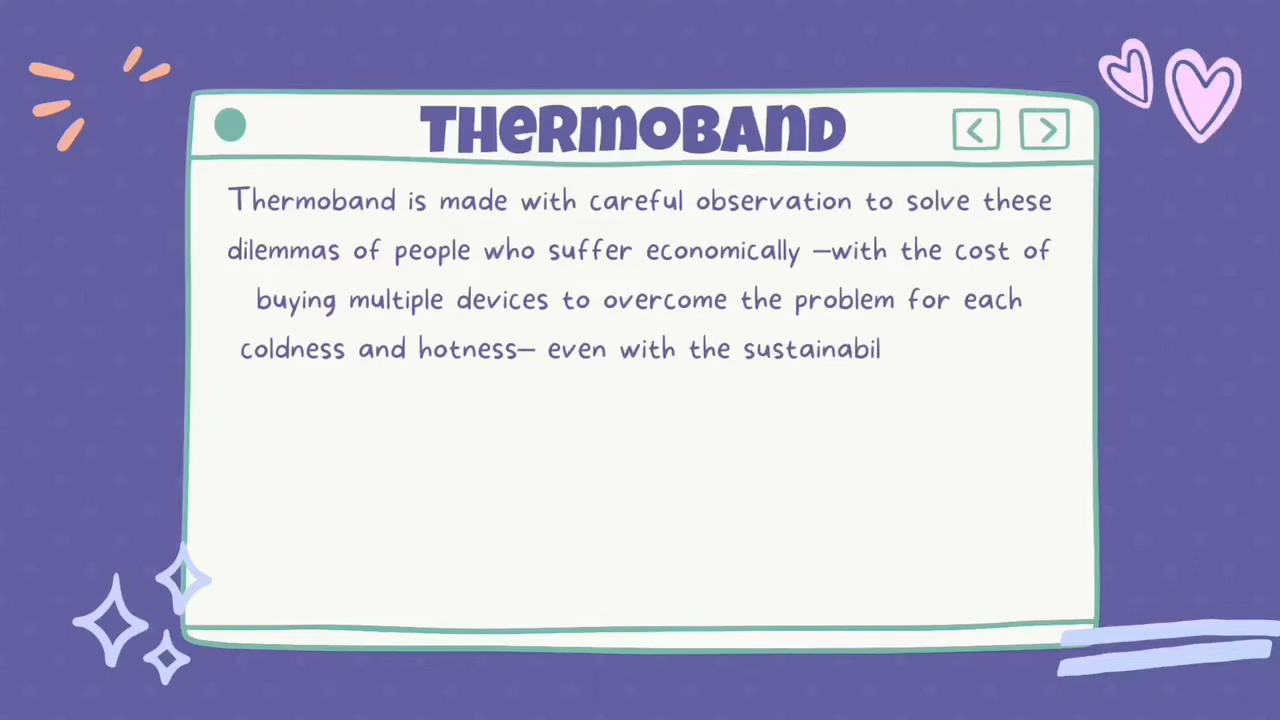 THERMOBAND
Thermoband is made with careful observation to solve these
dilemmas of people who suffer economically —with the cost of
buying multiple devices to overcome the problem for each
coldness and hotness— even with the sustainabil